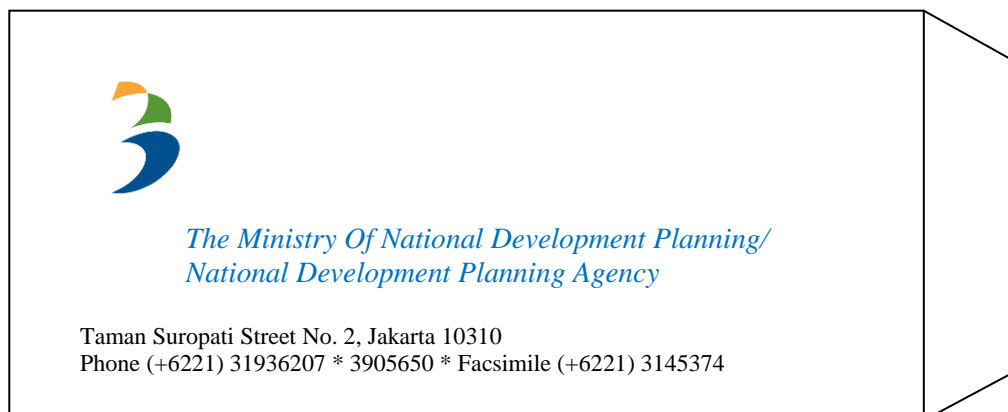 The Ministry Of National Development Planning/
National Development Planning Agency
Taman Suropati Street No. 2, Jakarta 10310
Phone (+6221) 31936207 * 3905650 * Facsimile (+6221) 3145374